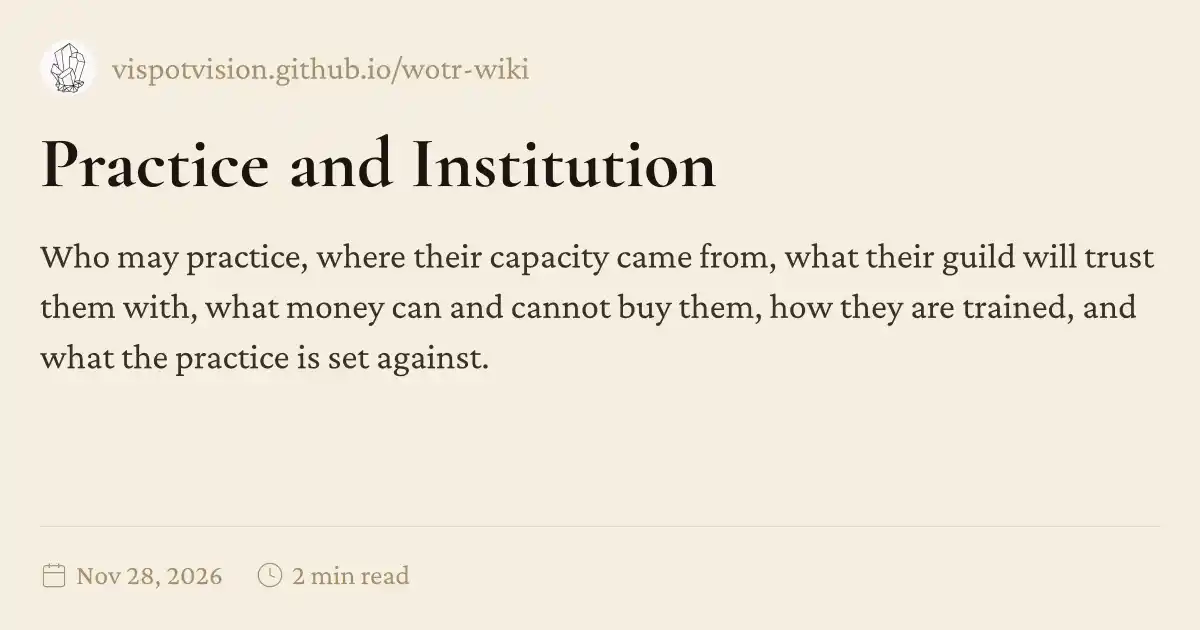 vispotvision.github.io/wotr-wiki
Practice and Institution
Who may practice, where their capacity came from, what their guild will trust
them with, what money can and cannot buy them, how they are trained, and
what the practice is set against.
Nov 28, 2026
2 min read